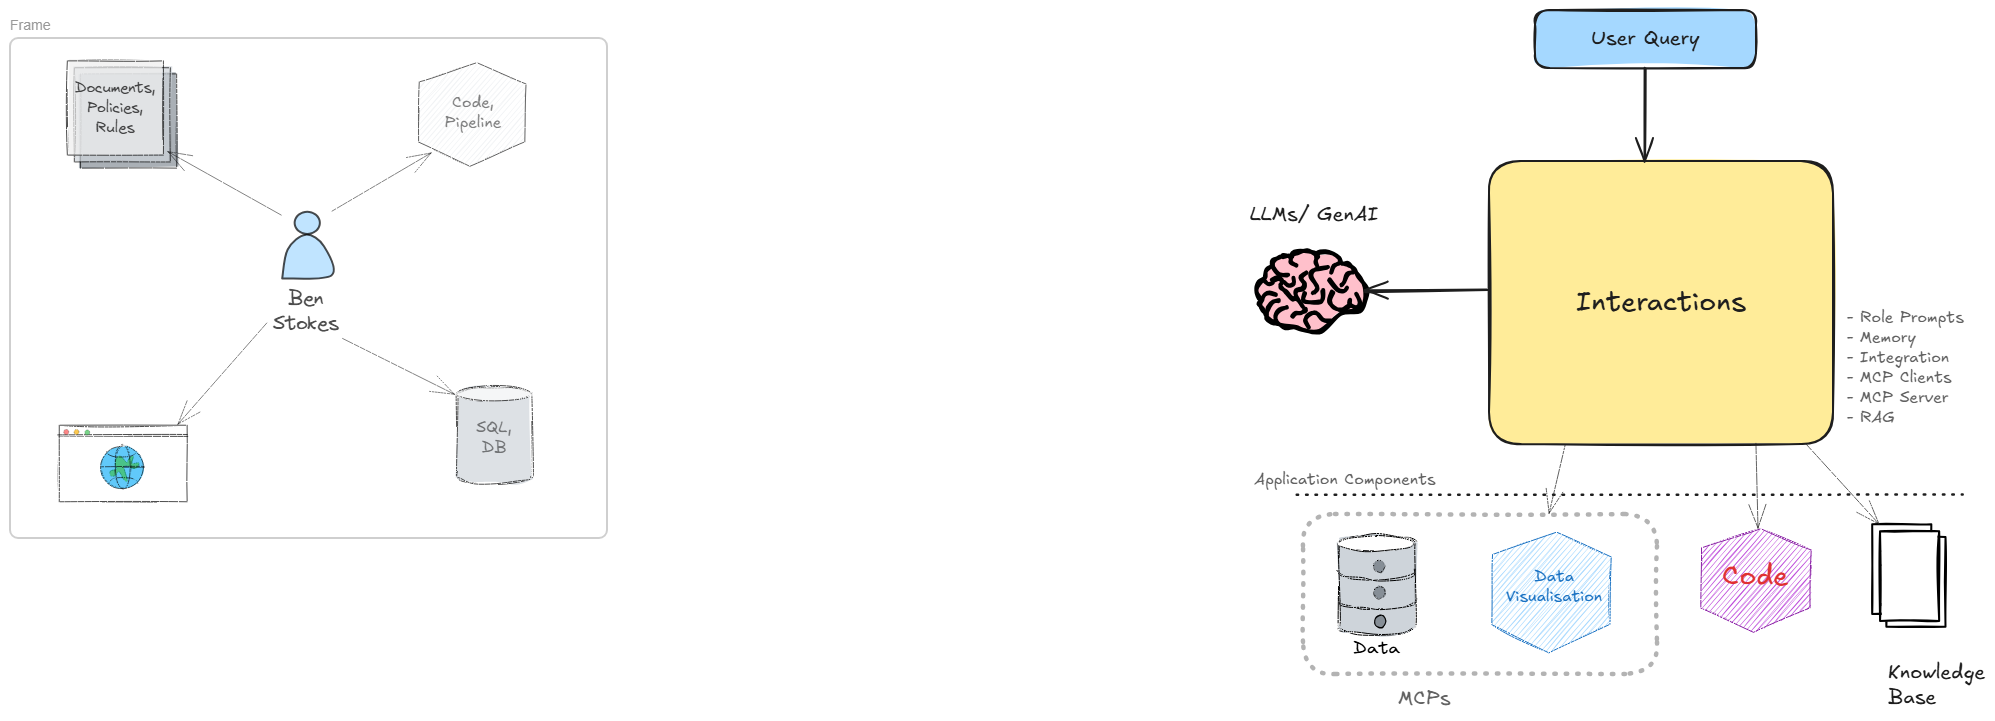 Frame
Documents,
Policies,
Rules
Code,
Pipeline
Ben
Stokes
SQL,
DB
User Query
LLMs/ GenAI
Interactions
- Role Prompts
- Memory
- Integration
- MCP Clients
- MCP Server
- RAG
Application Components
Data
Data
Visualisation
Code
MCPs
Knowledge
Base